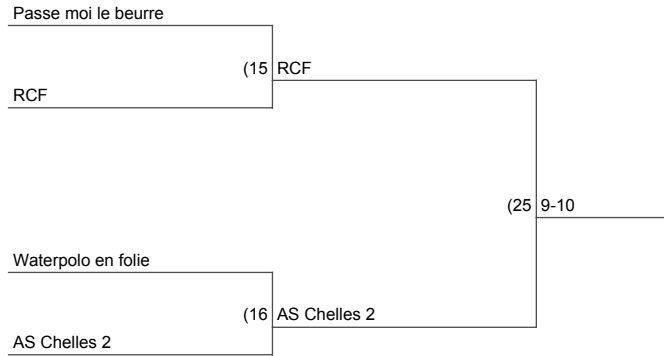 Passe moi le beurre
(15 RCF
RCF
(25 9-10
Waterpolo en folie
(16 AS Chelles 2
AS Chelles 2